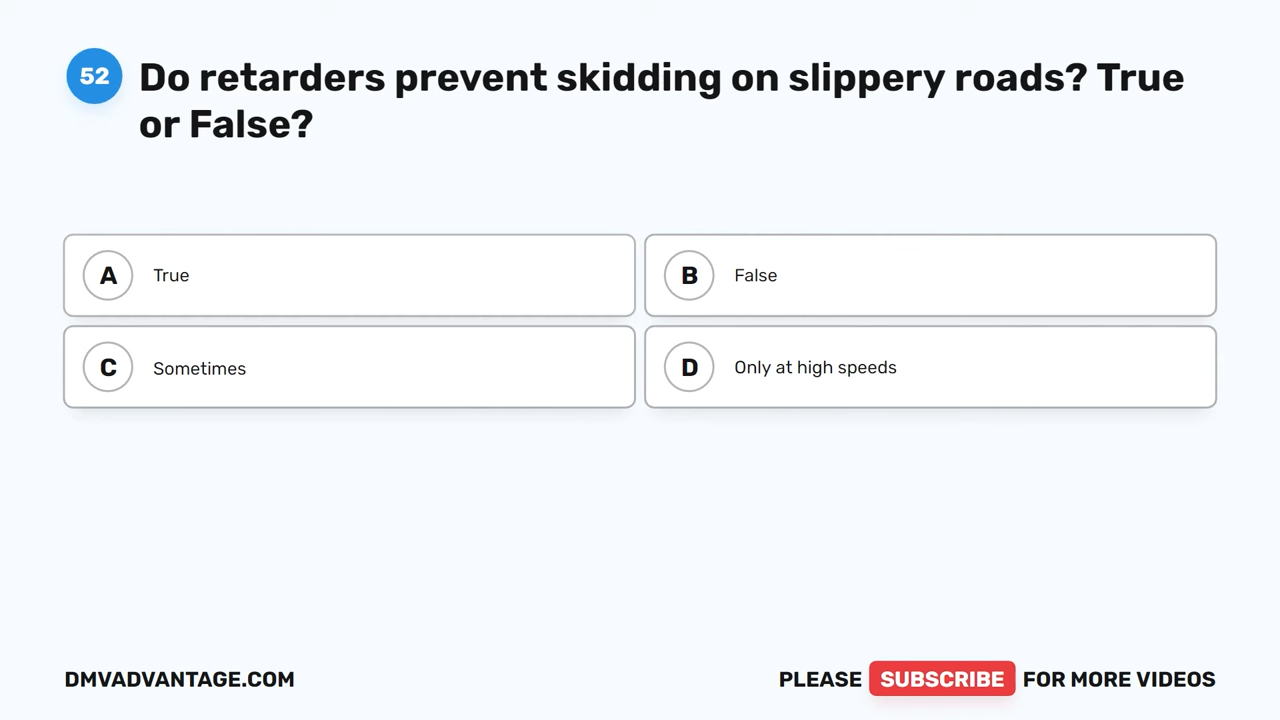 52
Do retarders prevent skidding on slippery roads? True
or False?
A True
B False
C Sometimes
D Only at high speeds
DMVADVANTAGE.COM
PLEASE SUBSCRIBE FOR MORE VIDEOS